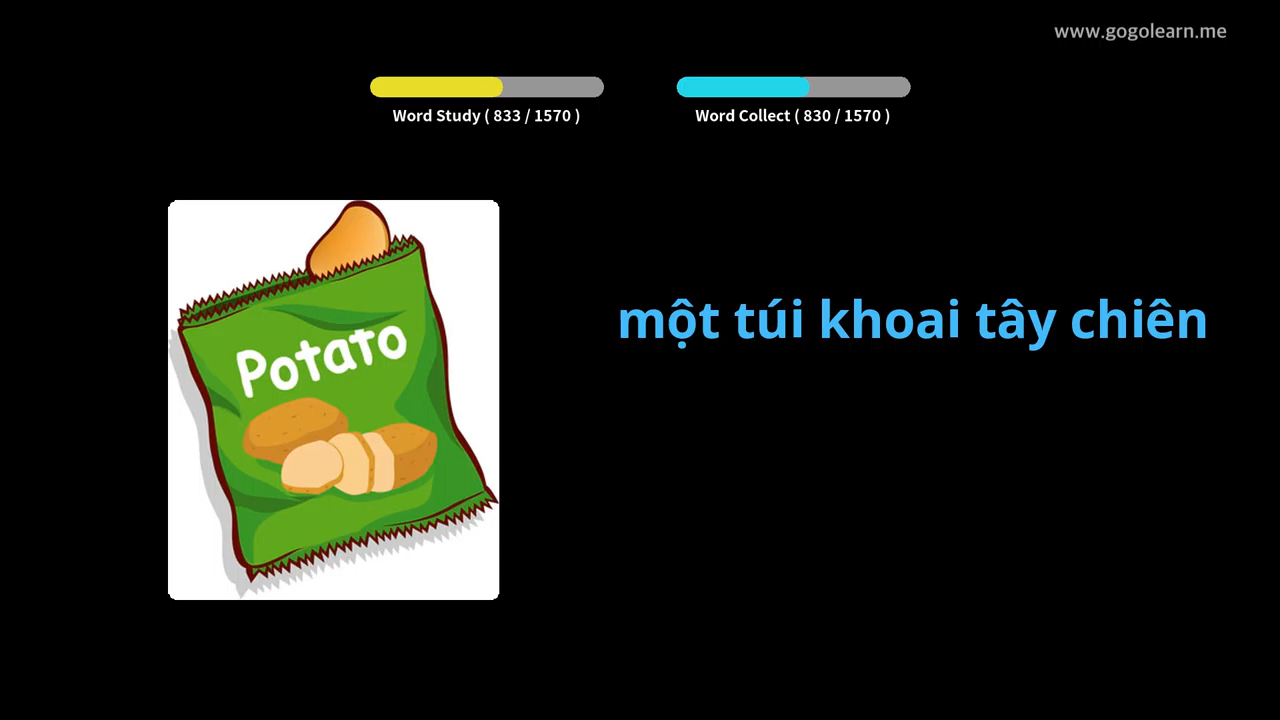 www.gogolearn.me
Word Study ( 833 / 1570 )
Word Collect ( 830 / 1570 )
Potato
một túi khoai tây chiên